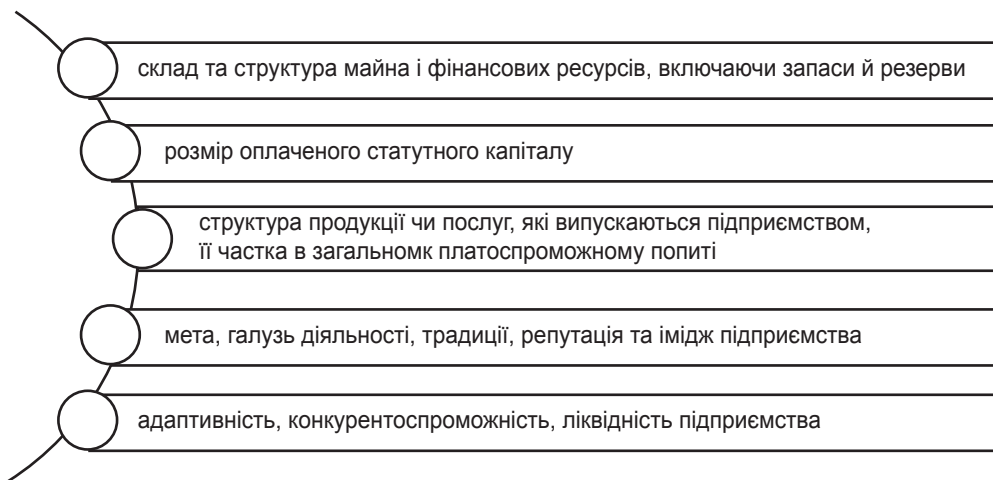 склад та структура майна і фінансових ресурсів, включаючи запаси й резерви
розмір оплаченого статутного капіталу
структура продукції чи послуг, які випускаються підприємством,
її частка в загальномк платоспроможному попиті
мета, галузь діяльності, традиції, репутація та імідж підприємства
адаптивність, конкурентоспроможність, ліквідність підприємства